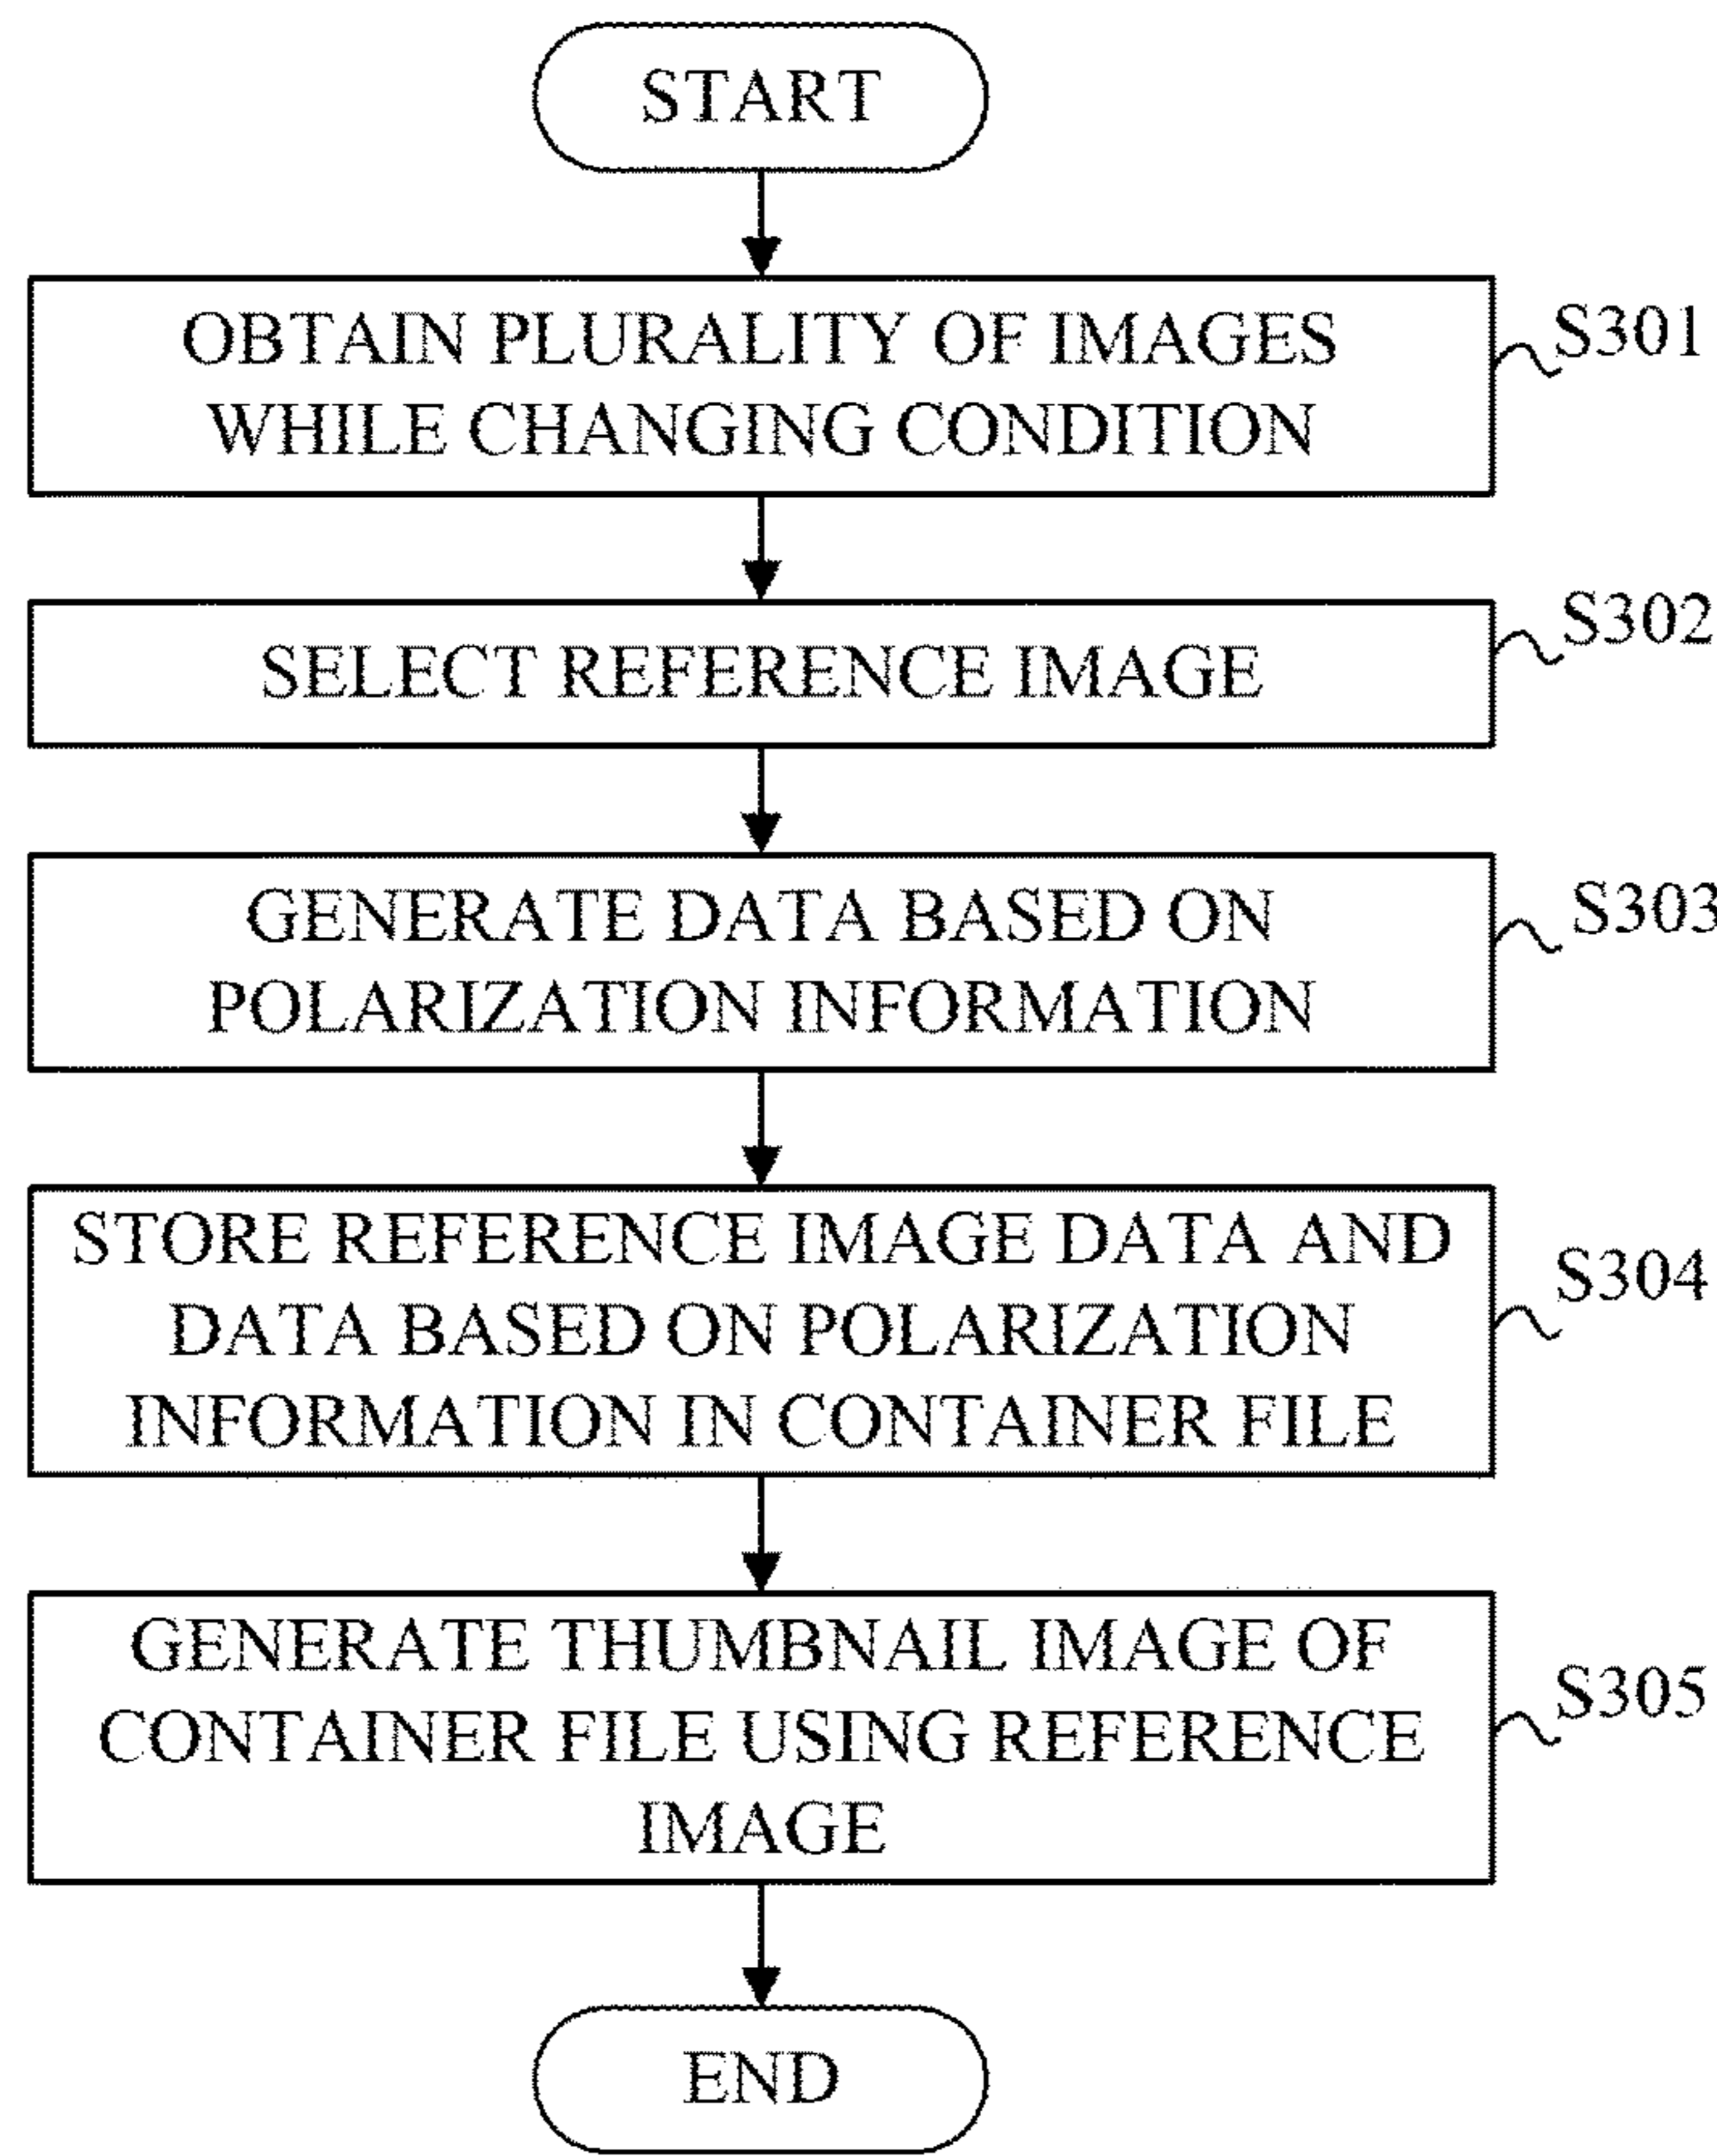 START
OBTAIN PLURALITY OF IMAGES
WHILE CHANGING CONDITION
S301
SELECT REFERENCE IMAGE
S302
GENERATE DATA BASED ON
POLARIZATION INFORMATION
S303
STORE REFERENCE IMAGE DATA AND
DATA BASED ON POLARIZATION
INFORMATION IN CONTAINER FILE
S304
GENERATE THUMBNAIL IMAGE OF
CONTAINER FILE USING REFERENCE
IMAGE
S305
END